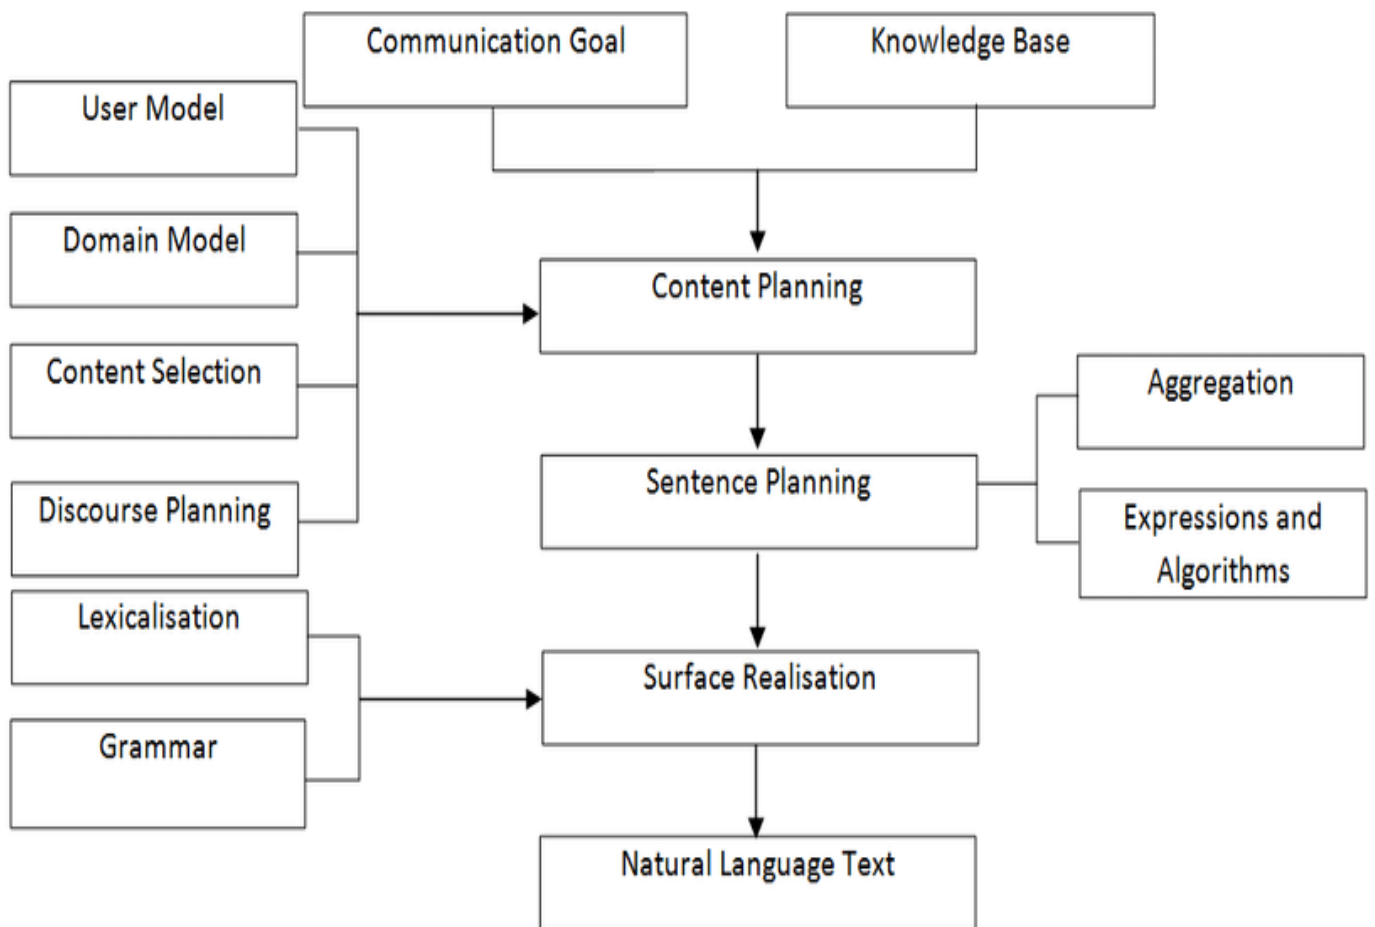 Communication Goal
Knowledge Base
User Model
Domain Model
Content Planning
Content Selection
Aggregation
Sentence Planning
Discourse Planning
Expressions and
Algorithms
Lexicalisation
Surface Realisation
Grammar
Natural Language Text